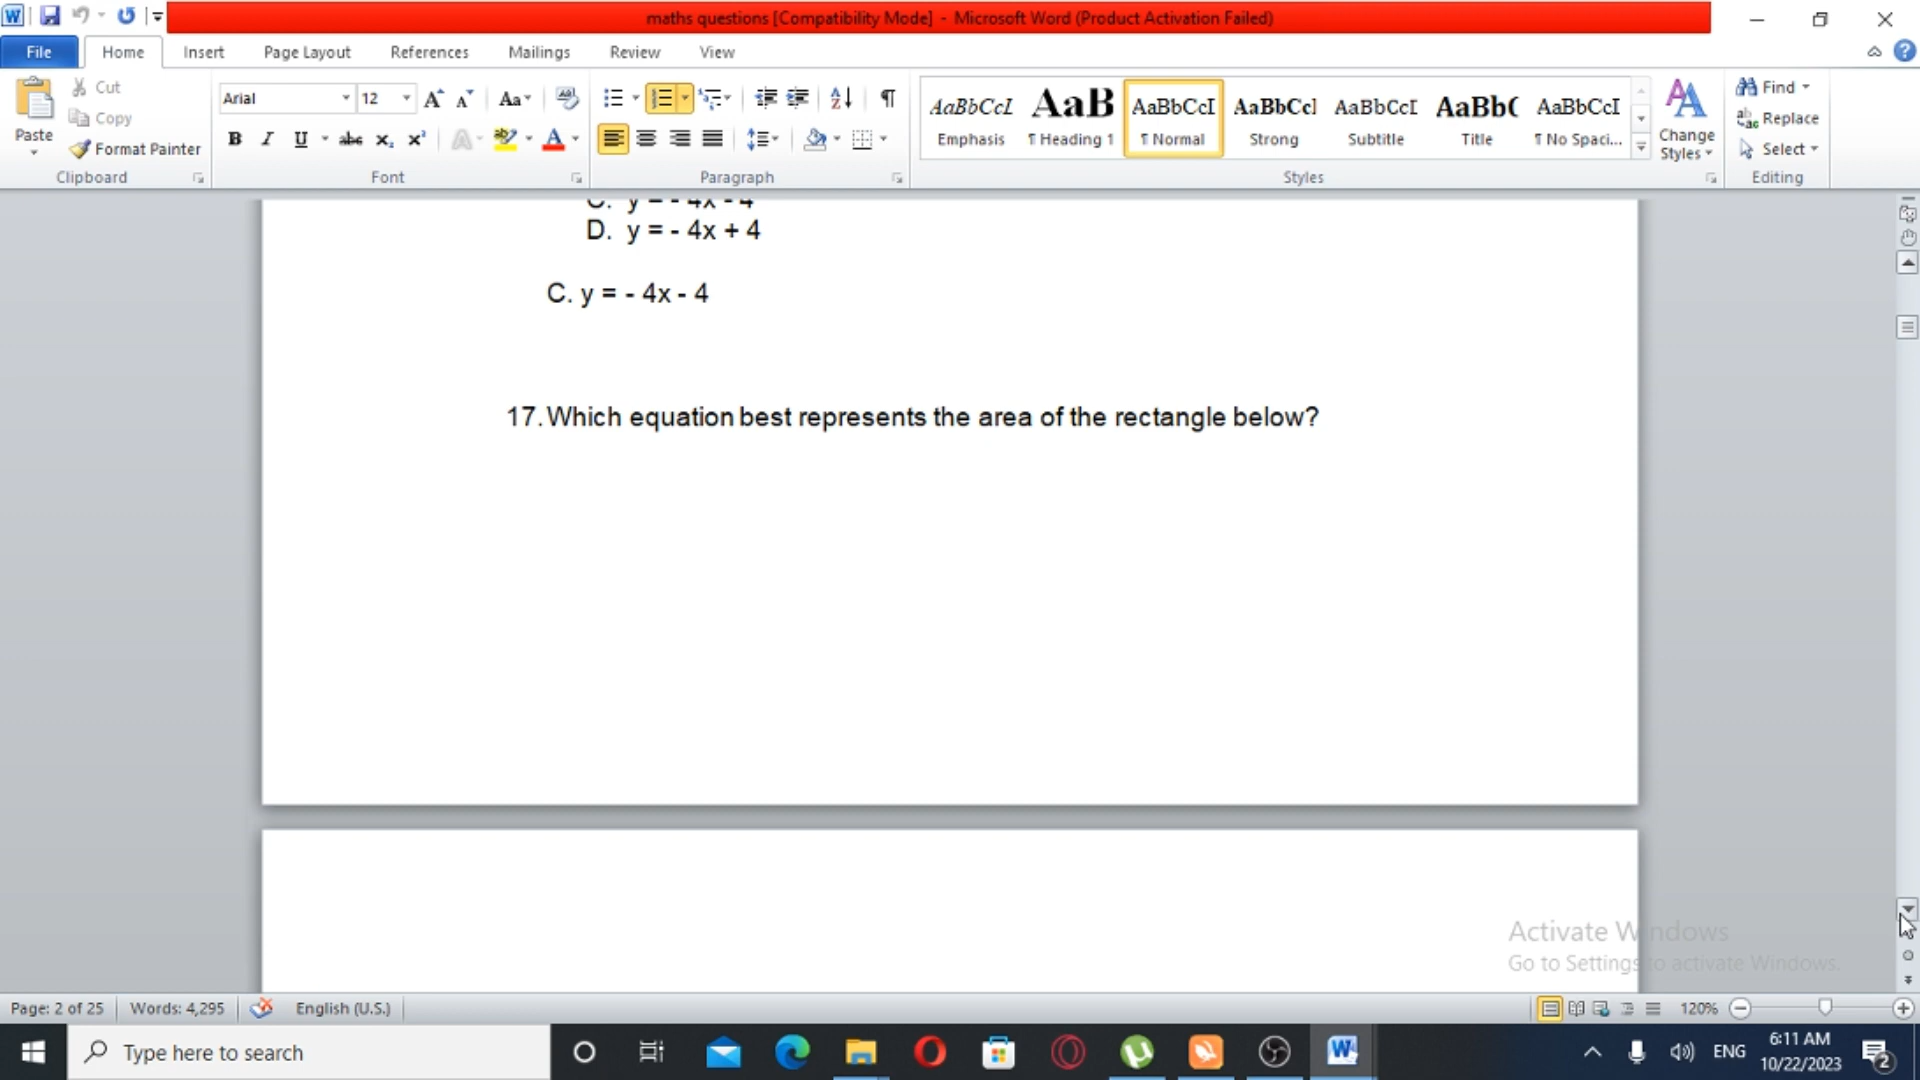 maths questions [Compatibility Mode] - Microsoft Word (Product Activation Failed)
File Home Insert Page Layout References Mailings Review View
Paste
Cut
Copy
Format Painter
Clipboard
Arial 12
Font
Paragraph
AaBbCcI AaB AaBbCcI AaBbCcI AaBbCcI AaBb( AaBbCcI
Emphasis ¶ Heading 1 ¶ Normal Strong Subtitle Title ¶ No Spaci...
Change Styles
Styles
Find
Replace
Select
Editing
C. y = - 4x - 4
D. y = - 4x + 4
C. y = - 4x - 4
17. Which equation best represents the area of the rectangle below?
Activate Windows
Go to Settings to activate Windows.
Page: 2 of 25 Words: 4,295 English (U.S.) 120%
Type here to search
ENG
6:11 AM
10/22/2023
2